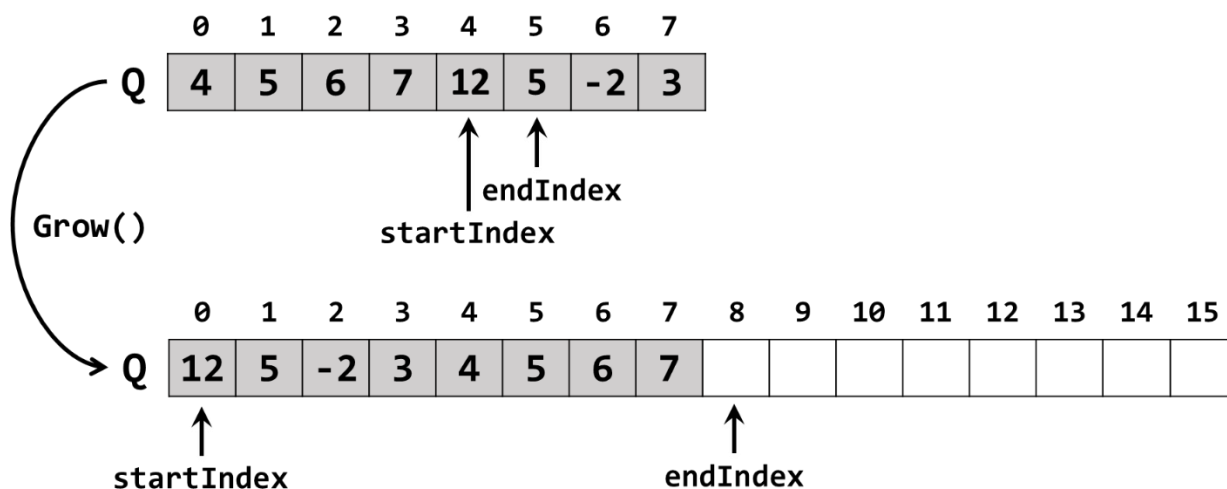 0 1 2 3 4 5 6 7
Q 4 5 6 7 12 5 -2 3
endIndex
Grow()
startIndex
0 1 2 3 4 5 6 7 8 9 10 11 12 13 14 15
Q 12 5 -2 3 4 5 6 7
startIndex endIndex